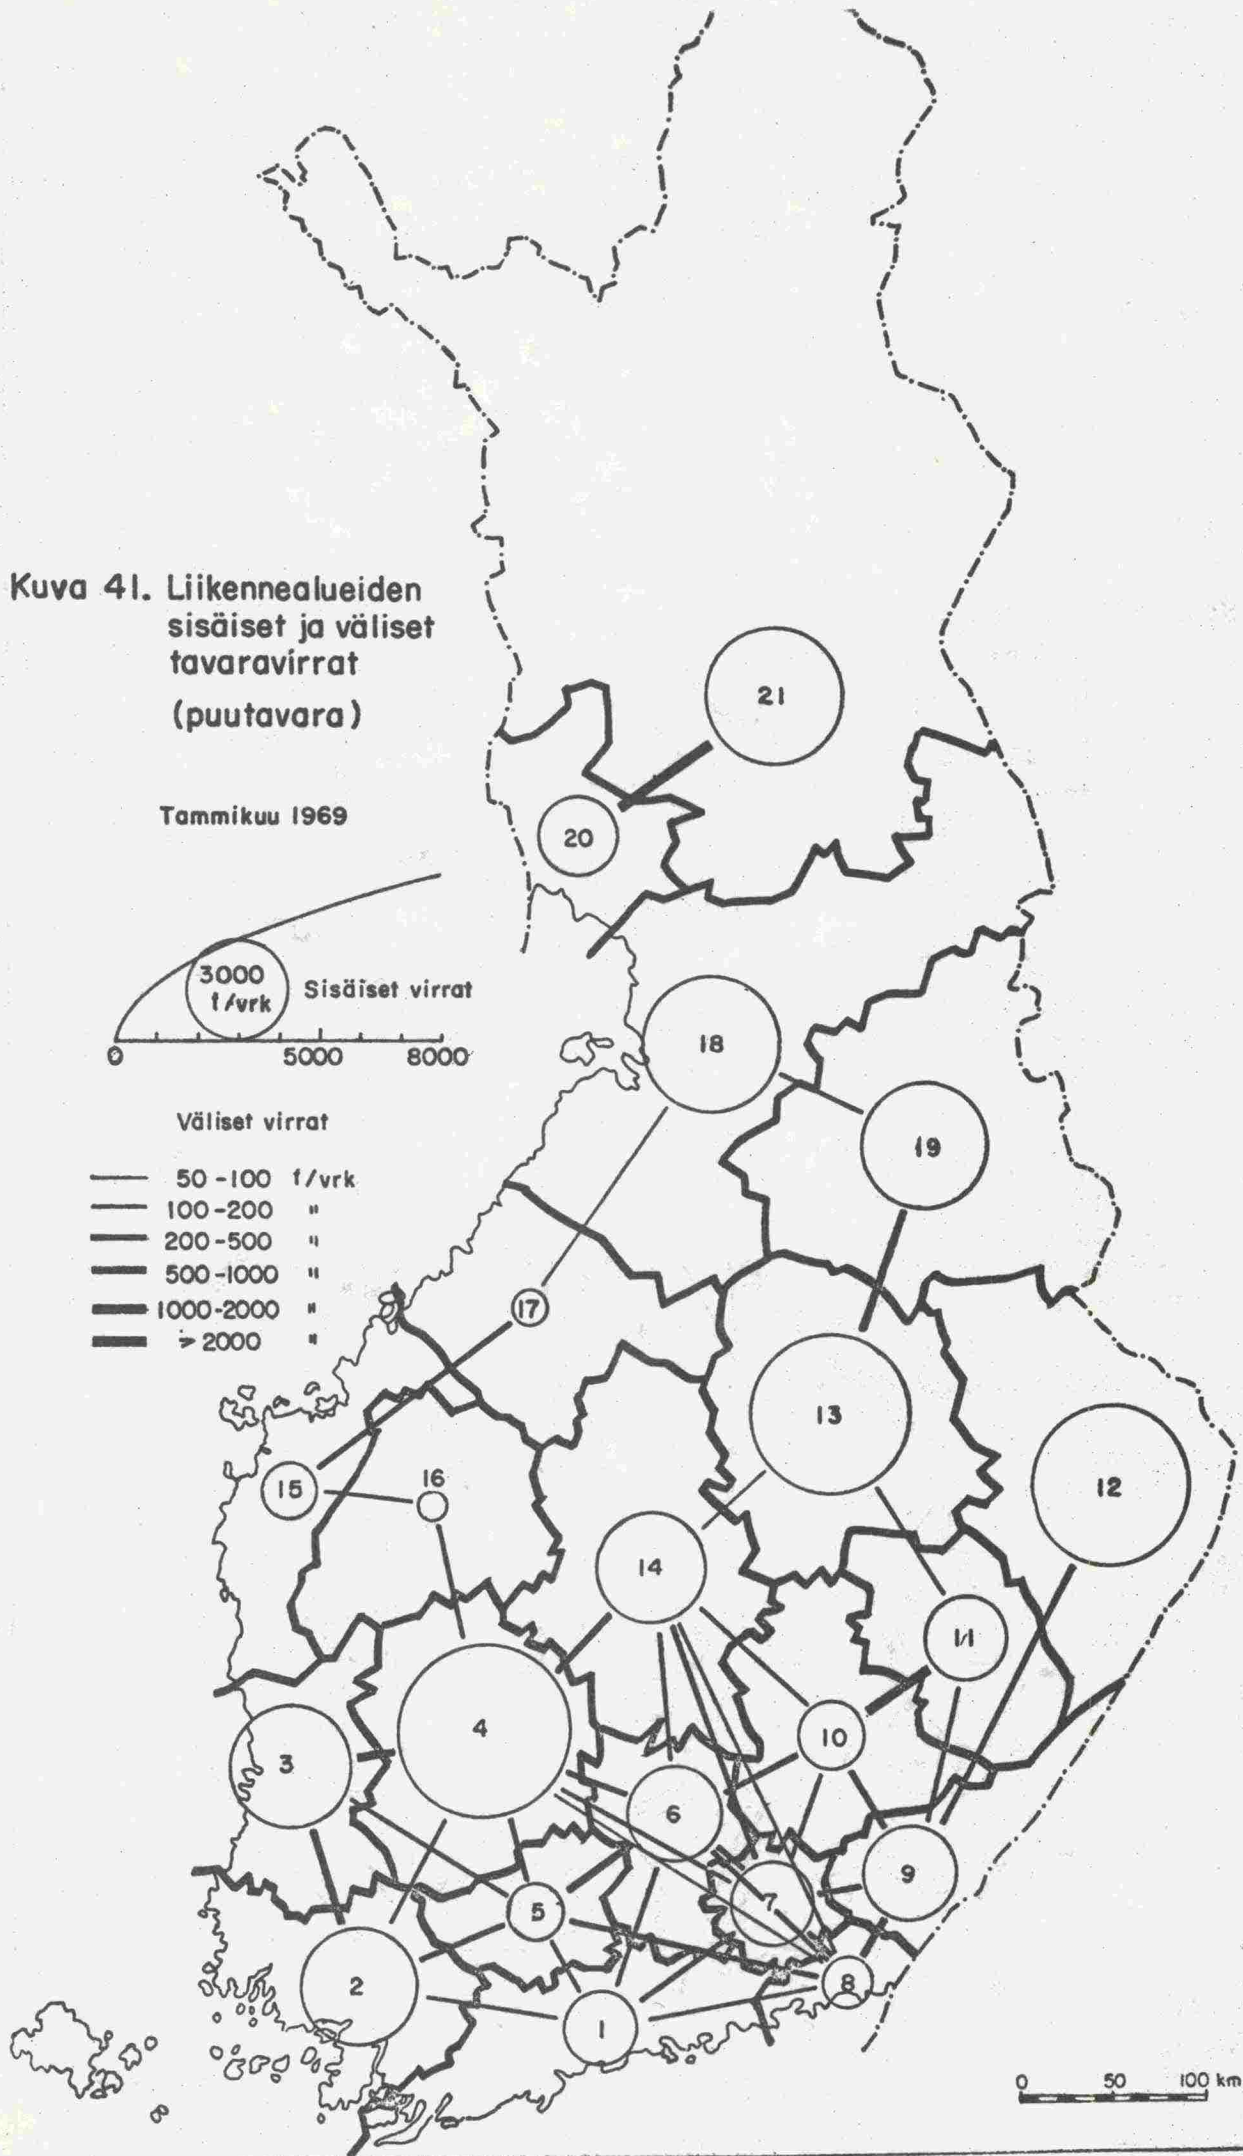 Kuva 41. Liikennealueiden
sisäiset ja väliset
tavaravirrat
(puutavara)
Tammikuu 1969
3000
t/vrk
Sisäiset virrat
0 5000 8000
Väliset virrat
50-100 t/vrk
100-200 "
200-500 "
500-1000 "
1000-2000 "
> 2000 "
21
20
18
19
17
13
12
15
16
14
11
4
10
3
6
9
7
5
8
2
1
0 50 100 km